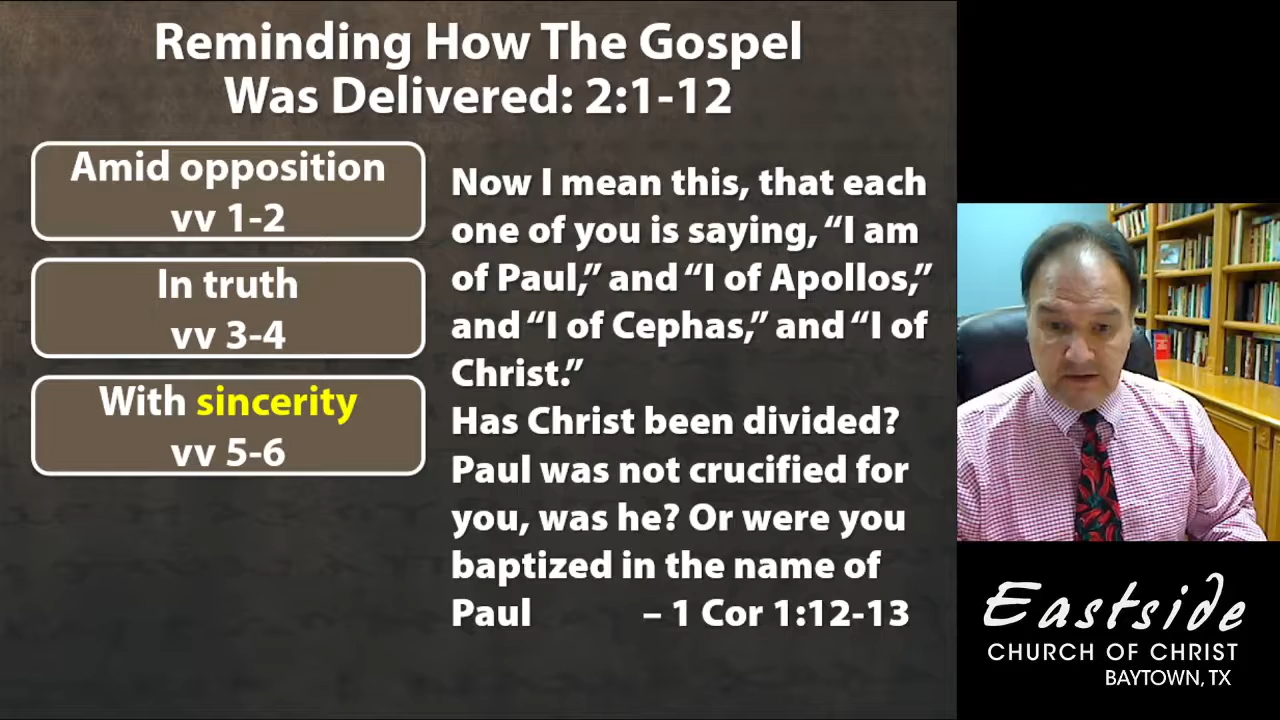 Reminding How The Gospel
Was Delivered: 2:1-12
Amid opposition
vv 1-2
In truth
vv 3-4
With sincerity
vv 5-6
Now I mean this, that each
one of you is saying, “I am
of Paul,” and “I of Apollos,”
and “I of Cephas,” and “I of
Christ.”
Has Christ been divided?
Paul was not crucified for
you, was he? Or were you
baptized in the name of
Paul – 1 Cor 1:12-13
Eastside
CHURCH OF CHRIST
BAYTOWN, TX